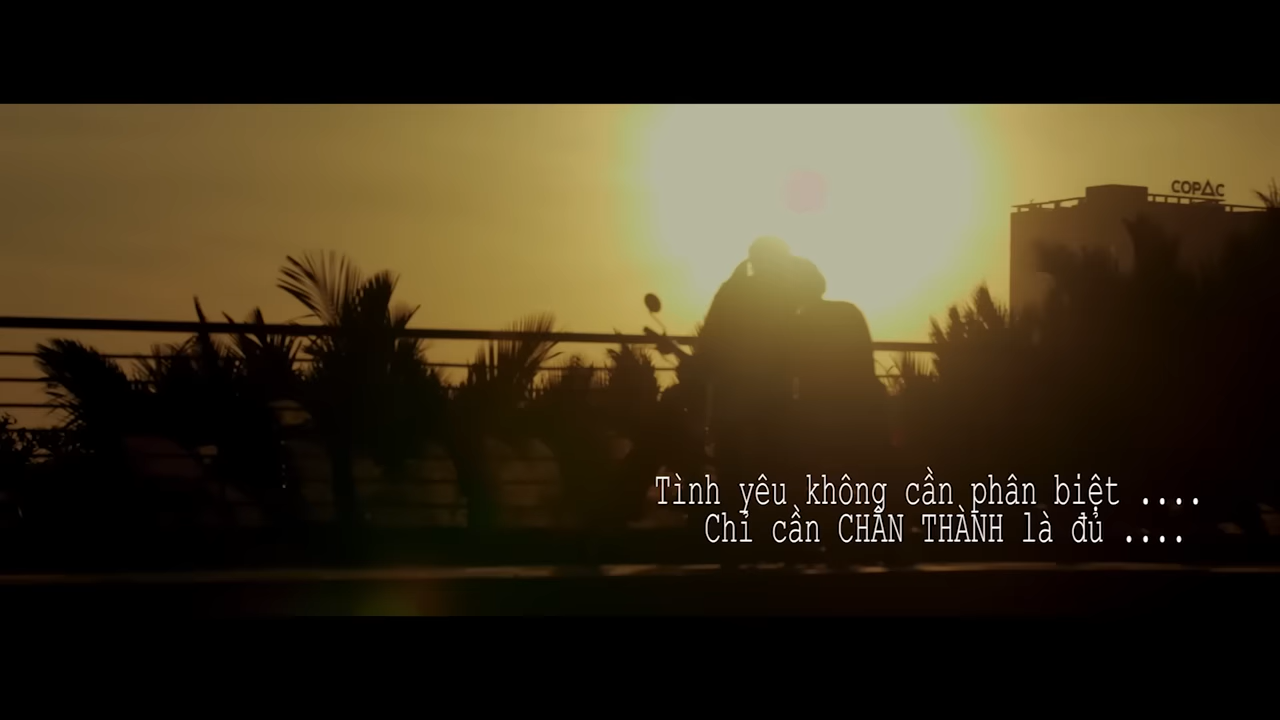 COPAC
Tình yêu không cần phân biệt ....
Chỉ cần CHÂN THÀNH là đủ ....